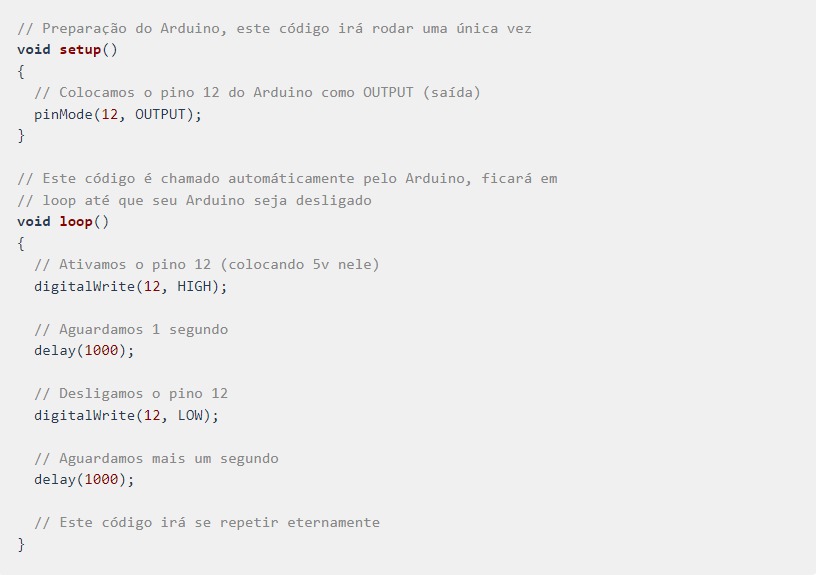 // Preparação do Arduino, este código irá rodar uma única vez
void setup()
{
  // Colocamos o pino 12 do Arduino como OUTPUT (saída)
  pinMode(12, OUTPUT);
}

// Este código é chamado automáticamente pelo Arduino, ficará em
// loop até que seu Arduino seja desligado
void loop()
{
  // Ativamos o pino 12 (colocando 5v nele)
  digitalWrite(12, HIGH);

  // Aguardamos 1 segundo
  delay(1000);

  // Desligamos o pino 12
  digitalWrite(12, LOW);

  // Aguardamos mais um segundo
  delay(1000);

  // Este código irá se repetir eternamente
}